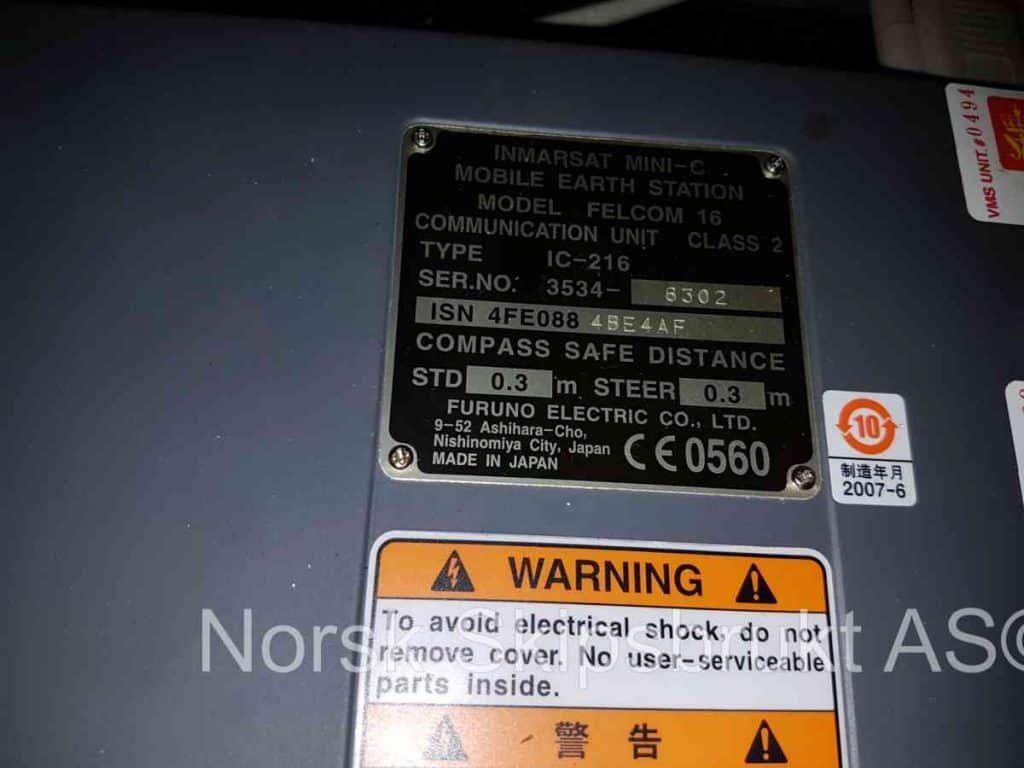 INMARSAT MINI-C
MOBILE EARTH STATION
MODEL FELCOM 16
COMMUNICATION UNIT CLASS 2
TYPE IC-216
SER.NO. 3534- 6302
ISN 4FE088 4BE4AF
COMPASS SAFE DISTANCE
STD 0.3 m STEER 0.3 m
FURUNO ELECTRIC CO., LTD.
9-52 Ashihara-Cho,
Nishinomiya City, Japan
MADE IN JAPAN
CE0560
VMS UNIT.#0494
10
制造年月
2007-6
WARNING
To avoid electrical shock, do not
remove cover. No user-serviceable
parts inside.
警告
Norsk Skipsbrukt AS©